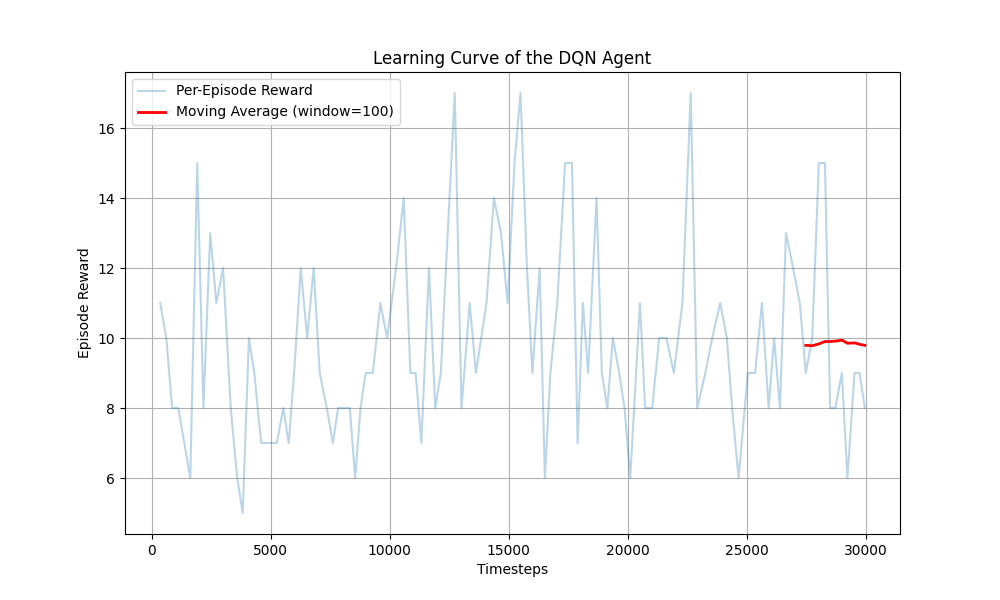 Learning Curve of the DQN Agent
Per-Episode Reward
Moving Average (window=100)
Episode Reward
16
14
12
10
8
6
0
5000
10000
15000
20000
25000
30000
Timesteps